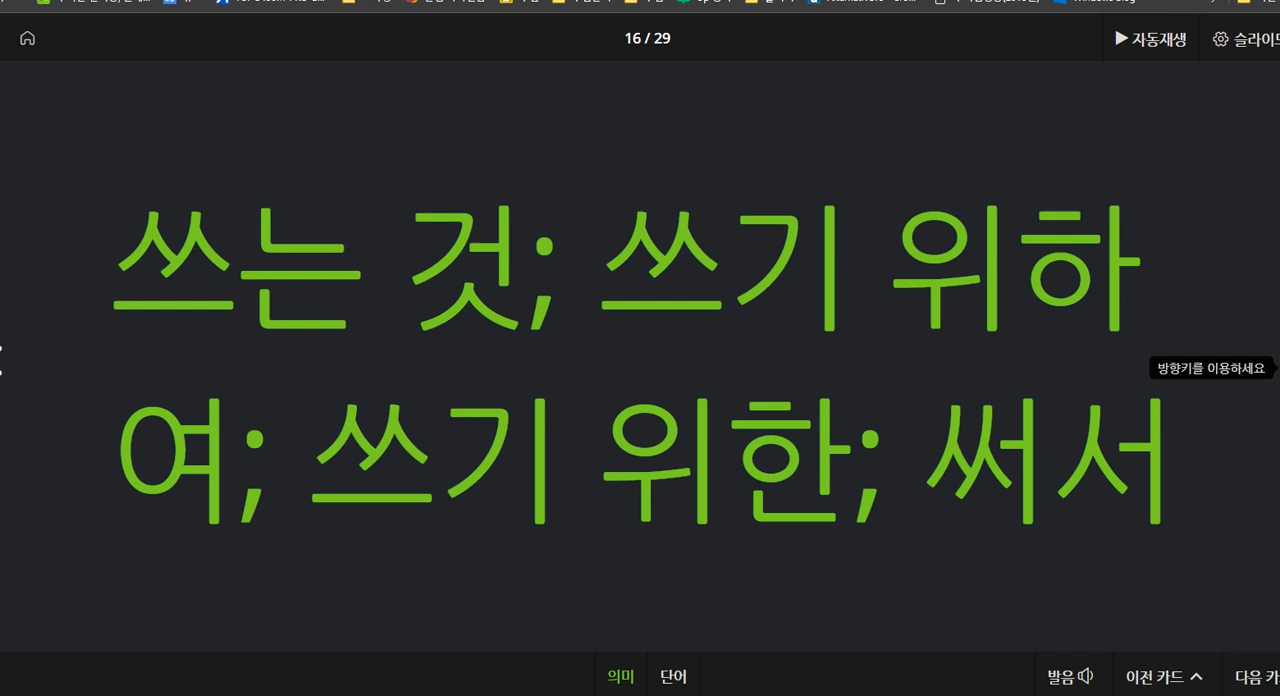 16 / 29
▶ 자동재생
슬라이드
쓰는 것; 쓰기 위하
여; 쓰기 위한; 써서
방향키를 이용하세요
의미
단어
발음
이전 카드
다음